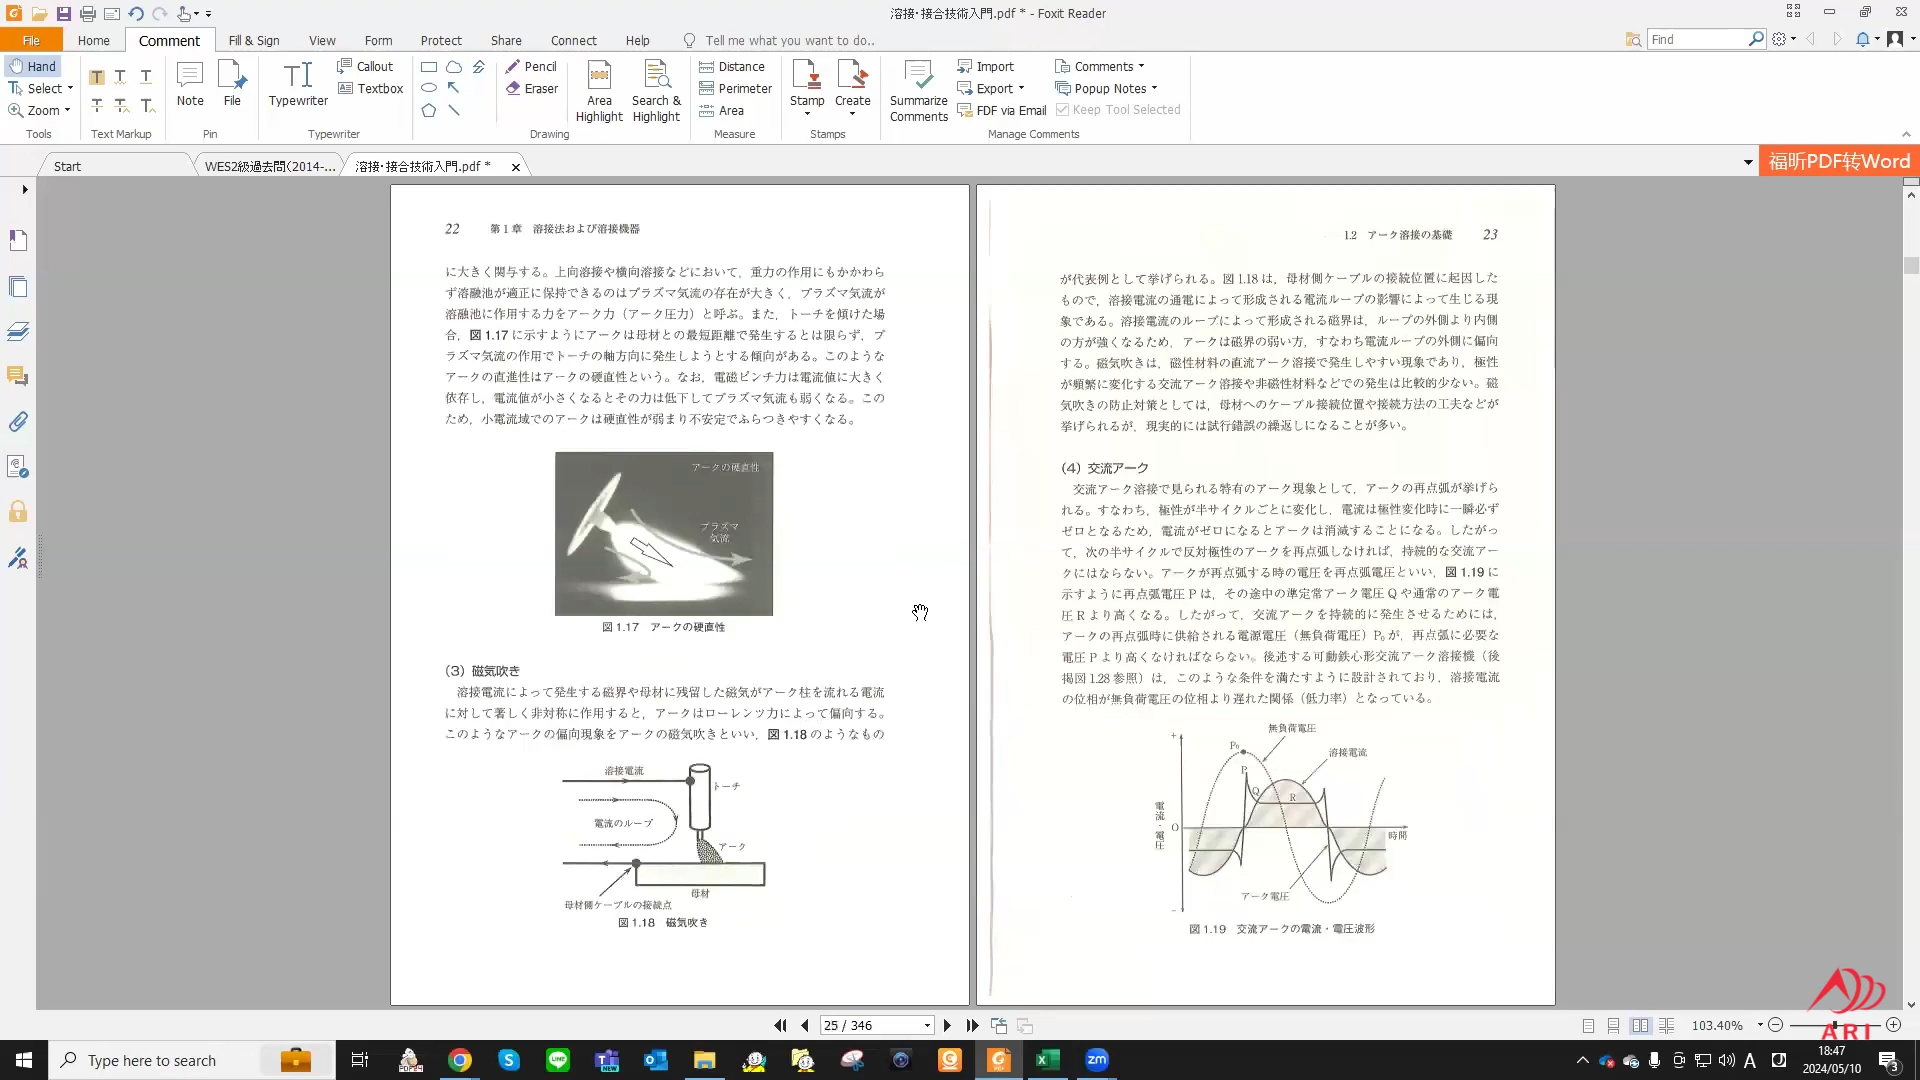 溶接・接合技術入門.pdf * - Foxit Reader
File Home Comment Fill & Sign View Form Protect Share Connect Help Tell me what you want to do.. Find
Hand Callout Pencil Distance Import Comments
Select Note File Typewriter Textbox Eraser Area Highlight Search & Highlight Perimeter Stamp Create Summarize Comments Export Popup Notes
Zoom Area FDF via Email Keep Tool Selected
Tools Text Markup Pin Typewriter Drawing Measure Stamps Manage Comments
Start WES2級過去問(2014-... 溶接・接合技術入門.pdf * 福昕PDF转Word
22 第1章 溶接法および溶接機器
に大きく関与する。上向溶接や横向溶接などにおいて，重力の作用にもかかわら
ず溶融池が適正に保持できるのはプラズマ気流の存在が大きく，プラズマ気流が
溶融池に作用する力をアーク力（アーク圧力）と呼ぶ。また，トーチを傾けた場
合，図1.17に示すようにアークは母材との最短距離で発生するとは限らず，プ
ラズマ気流の作用でトーチの軸方向に発生しようとする傾向がある。このような
アークの直進性はアークの硬直性という。なお，電磁ピンチ力は電流値に大きく
依存し，電流値が小さくなるとその力は低下してプラズマ気流も弱くなる。この
ため，小電流域でのアークは硬直性が弱まり不安定でふらつきやすくなる。
アークの硬直性
プラズマ
気流
図1.17 アークの硬直性
（3）磁気吹き
溶接電流によって発生する磁界や母材に残留した磁気がアーク柱を流れる電流
に対して著しく非対称に作用すると，アークはローレンツ力によって偏向する。
このようなアークの偏向現象をアークの磁気吹きといい，図1.18のようなもの
溶接電流
トーチ
電流のループ
アーク
母材
母材側ケーブルの接続点
図1.18 磁気吹き
1.2 アーク溶接の基礎 23
が代表例として挙げられる。図1.18は，母材側ケーブルの接続位置に起因した
もので，溶接電流の通電によって形成される電流ループの影響によって生じる現
象である。溶接電流のループによって形成される磁界は，ループの外側より内側
の方が強くなるため，アークは磁界の弱い方，すなわち電流ループの外側に偏向
する。磁気吹きは，磁性材料の直流アーク溶接で発生しやすい現象であり，極性
が頻繁に変化する交流アーク溶接や非磁性材料などでの発生は比較的少ない。磁
気吹きの防止対策としては，母材へのケーブル接続位置や接続方法の工夫などが
挙げられるが，現実的には試行錯誤の繰返しになることが多い。
（4）交流アーク
交流アーク溶接で見られる特有のアーク現象として，アークの再点弧が挙げら
れる。すなわち，極性が半サイクルごとに変化し，電流は極性変化時に一瞬必ず
ゼロとなるため，電流がゼロになるとアークは消滅することになる。したがっ
て，次の半サイクルで反対極性のアークを再点弧しなければ，持続的な交流アー
クにはならない。アークが再点弧する時の電圧を再点弧電圧といい，図1.19に
示すように再点弧電圧Pは，その途中の準定常アーク電圧Qや通常のアーク電
圧Rより高くなる。したがって，交流アークを持続的に発生させるためには，
アークの再点弧時に供給される電源電圧（無負荷電圧）P₀が，再点弧に必要な
電圧Pより高くなければならない。後述する可動鉄心形交流アーク溶接機（後
掲図1.28参照）は，このような条件を満たすように設計されており，溶接電流
の位相が無負荷電圧の位相より遅れた関係（低力率）となっている。
無負荷電圧
+
P₀
溶接電流
P
Q
R
電流・電圧
O
時間
アーク電圧
−
図1.19 交流アークの電流・電圧波形
ARI
25 / 346 103.40%
Type here to search
18:47
2024/05/10